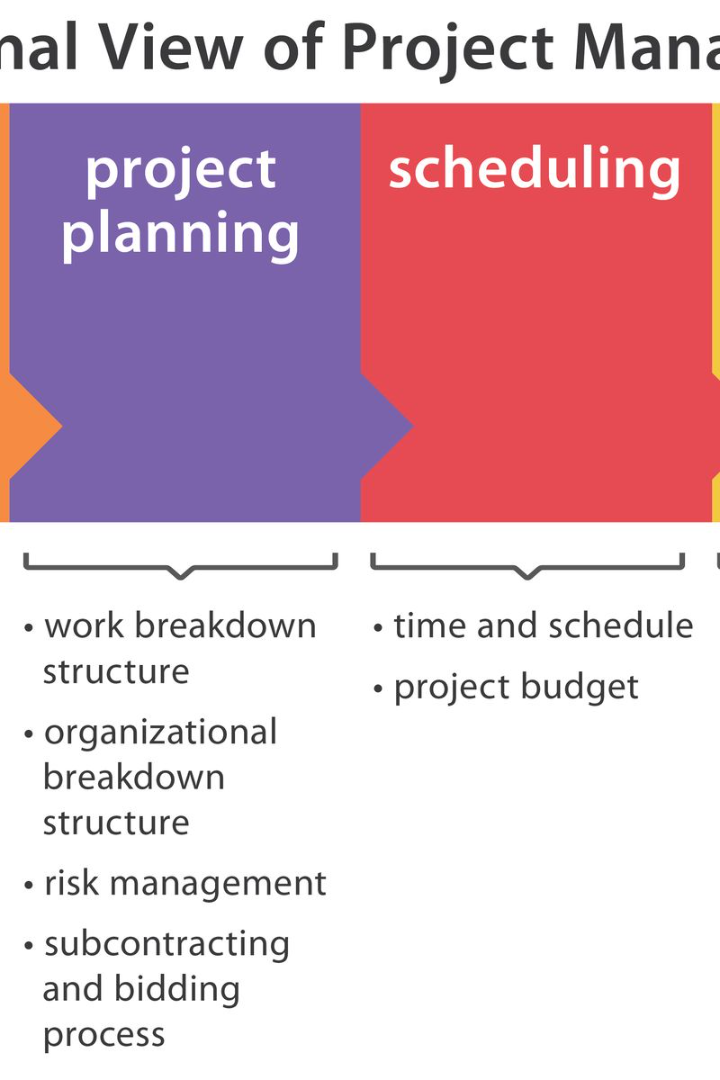 nal View of Project Mana
project
planning
scheduling
• work breakdown
structure
• organizational
breakdown
structure
• risk management
• subcontracting
and bidding
process
• time and schedule
• project budget